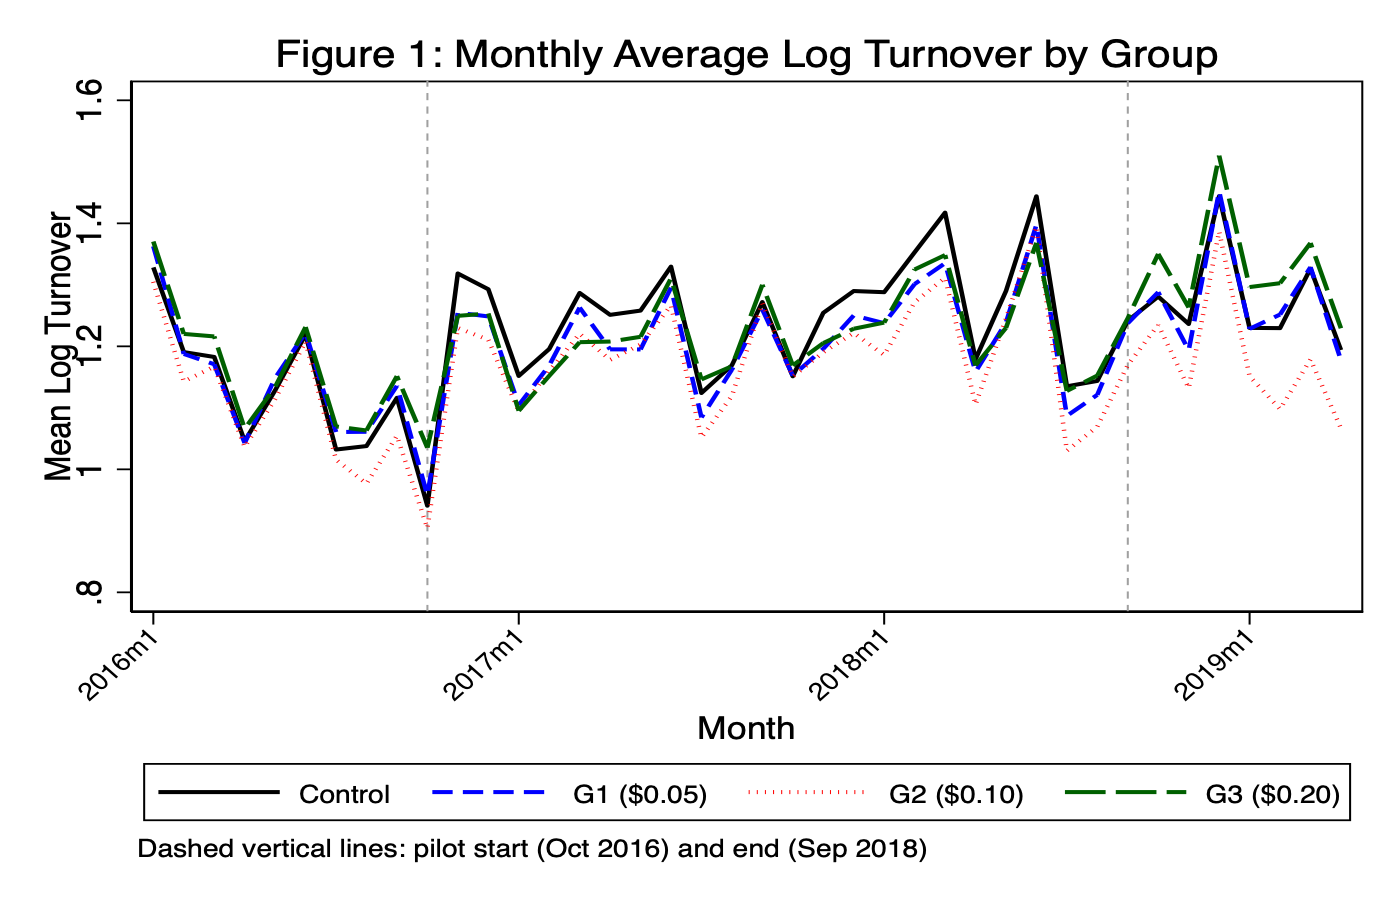 Figure 1: Monthly Average Log Turnover by Group
Mean Log Turnover
1.6
1.4
1.2
1
.8
2016m1
2017m1
2018m1
2019m1
Month
Control
G1 ($0.05)
G2 ($0.10)
G3 ($0.20)
Dashed vertical lines: pilot start (Oct 2016) and end (Sep 2018)